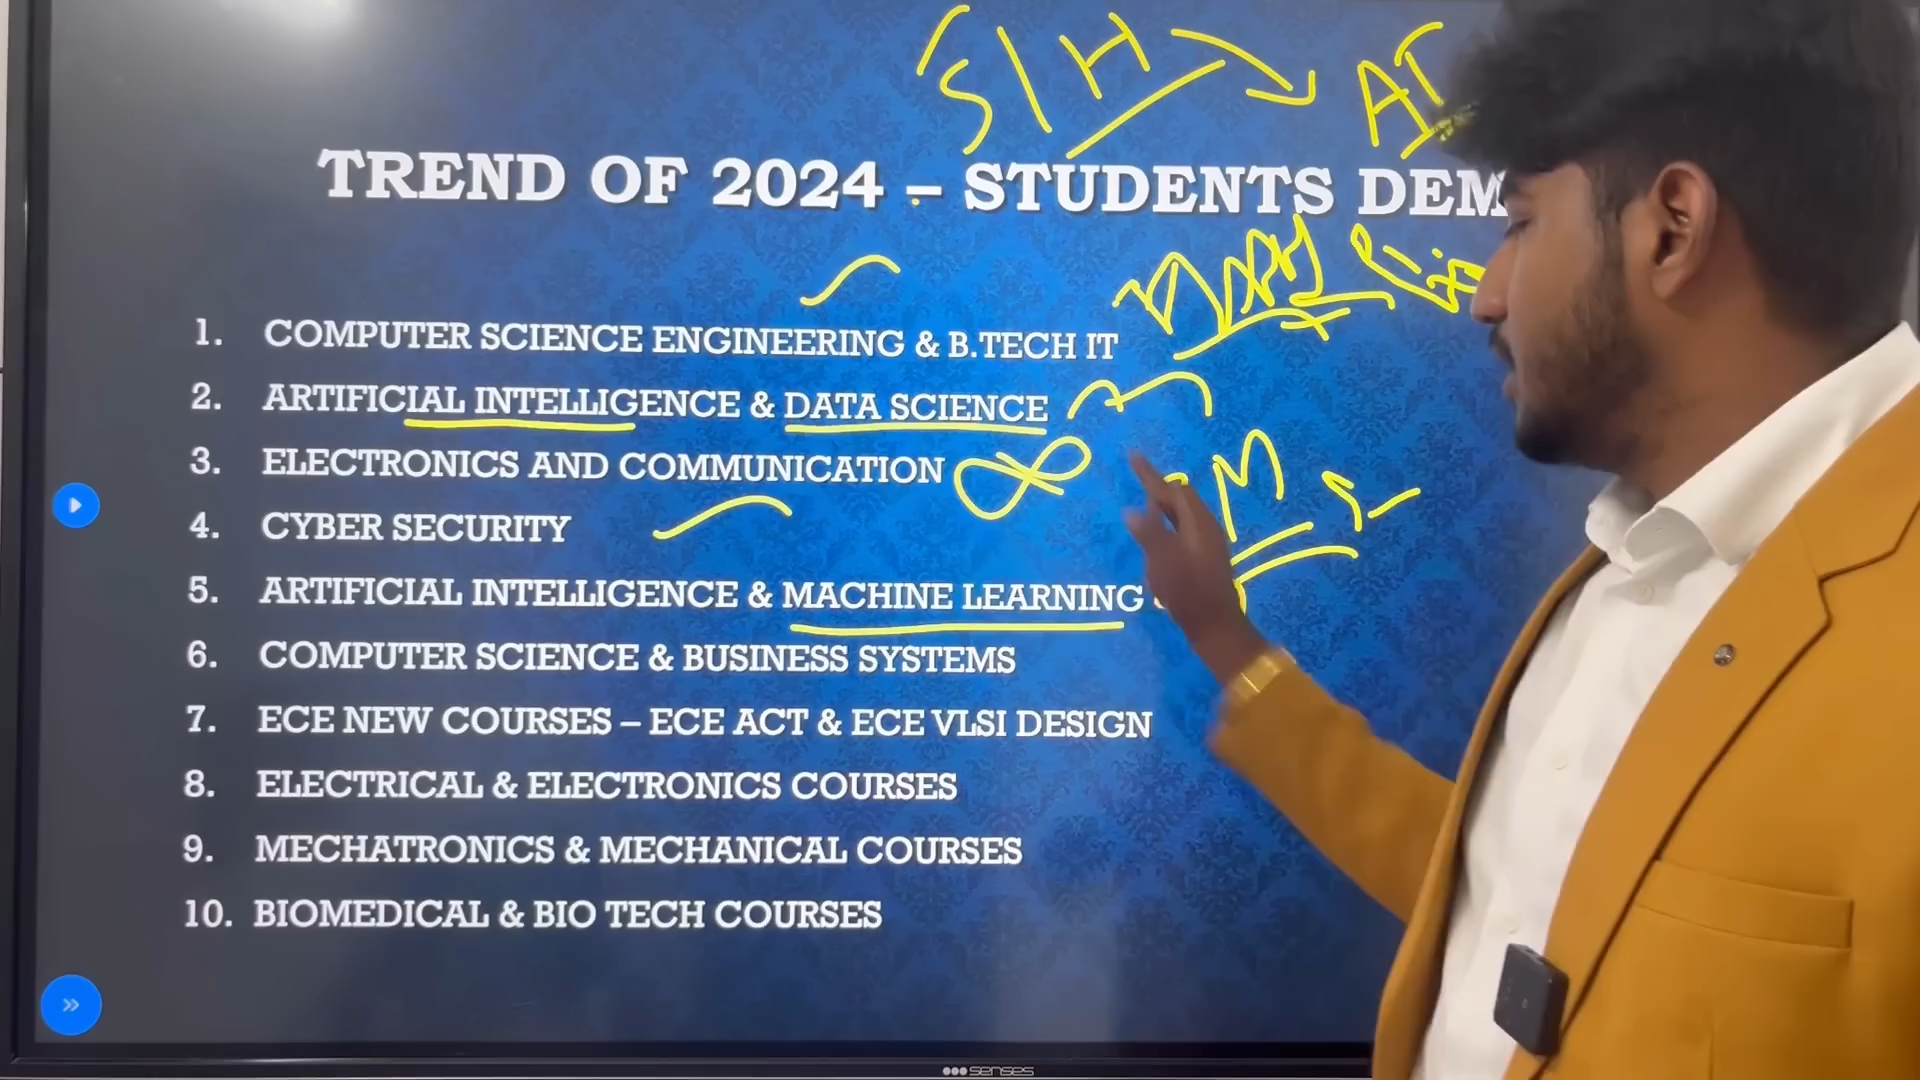 SIH AI
TREND OF 2024 – STUDENTS DEM
1. COMPUTER SCIENCE ENGINEERING & B.TECH IT
2. ARTIFICIAL INTELLIGENCE & DATA SCIENCE
3. ELECTRONICS AND COMMUNICATION
M
4. CYBER SECURITY
5. ARTIFICIAL INTELLIGENCE & MACHINE LEARNING
6. COMPUTER SCIENCE & BUSINESS SYSTEMS
7. ECE NEW COURSES – ECE ACT & ECE VLSI DESIGN
8. ELECTRICAL & ELECTRONICS COURSES
9. MECHATRONICS & MECHANICAL COURSES
10. BIOMEDICAL & BIO TECH COURSES
senses